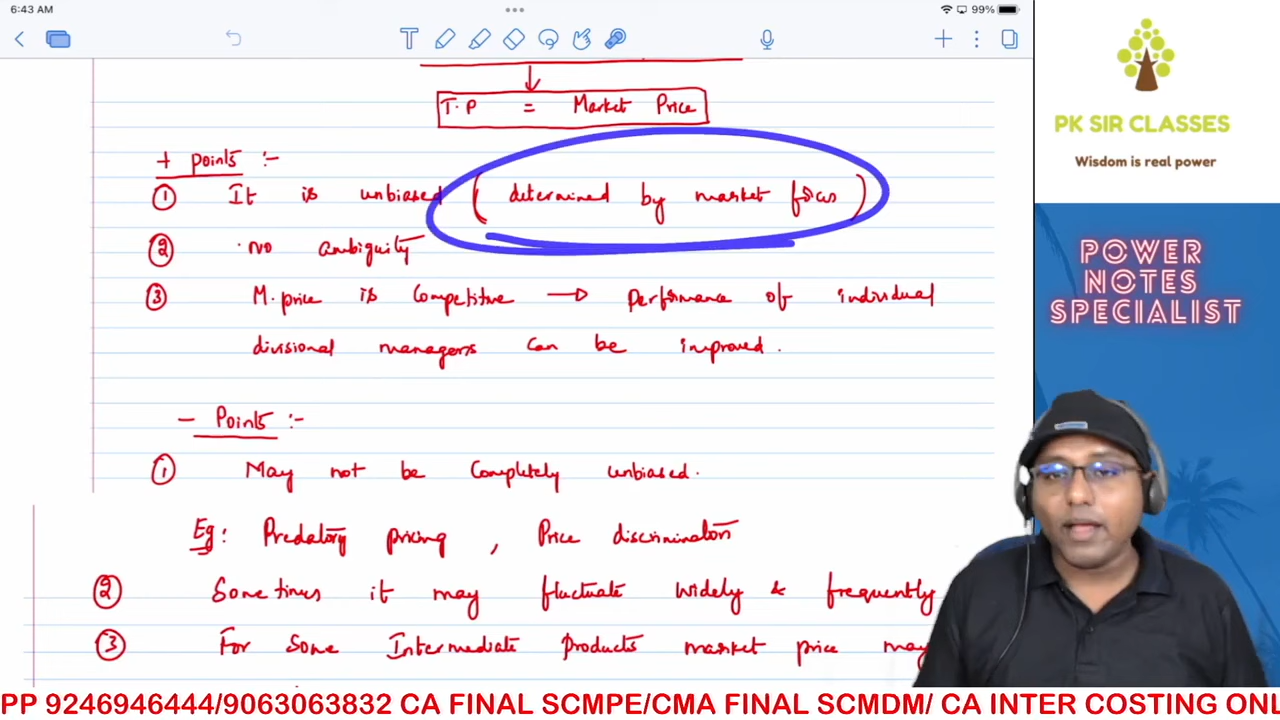 6:43 AM
99%
T
PK SIR CLASSES
Wisdom is real power
T.P = Market Price
+ points :-
① It is unbiased ( determined by market focus )
② no ambiguity
③ M.price is Competitive → Performance of individual
divisional managers can be improved.
- Points :-
① May not be Completely unbiased.
Eg: Predatory pricing , Price discrimination
② Sometimes it may fluctuate widely & frequently
③ For Some Intermediate Products market price may
POWER
NOTES
SPECIALIST
PP 9246946444/9063063832 CA FINAL SCMPE/CMA FINAL SCMDM/ CA INTER COSTING ONL